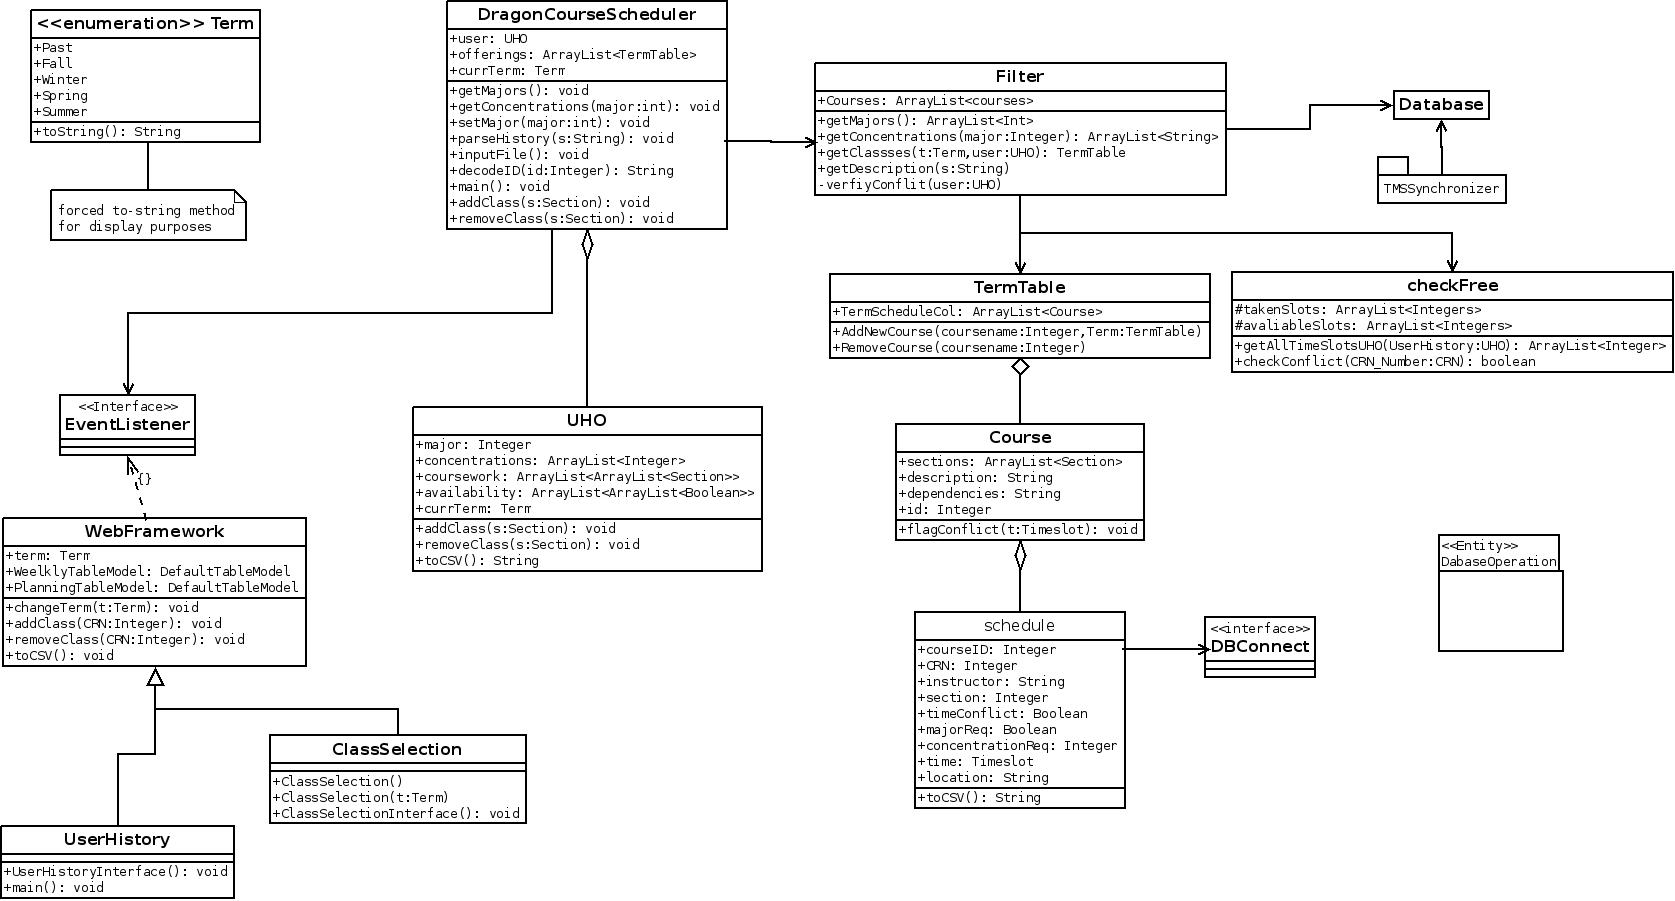 <<enumeration>> Term
+Past
+Fall
+Winter
+Spring
+Summer
+toString(): String
forced to-string method
for display purposes
DragonCourseScheduler
+user: UHO
+offerings: ArrayList<TermTable>
+currTerm: Term
+getMajors(): void
+getConcentrations(major:int): void
+setMajor(major:int): void
+parseHistory(s:String): void
+inputFile(): void
+decodeID(id:Integer): String
+main(): void
+addClass(s:Section): void
+removeClass(s:Section): void
Filter
+Courses: ArrayList<courses>
+getMajors(): ArrayList<Int>
+getConcentrations(major:Integer): ArrayList<String>
+getClassses(t:Term,user:UHO): TermTable
+getDescription(s:String)
-verfiyConflit(user:UHO)
Database
TMSSynchronizer
TermTable
+TermScheduleCol: ArrayList<Course>
+AddNewCourse(coursename:Integer,Term:TermTable)
+RemoveCourse(coursename:Integer)
checkFree
#takenSlots: ArrayList<Integers>
#avaliableSlots: ArrayList<Integers>
+getAllTimeSlotsUHO(UserHistory:UHO): ArrayList<Integer>
+checkConflict(CRN_Number:CRN): boolean
<<Interface>>
EventListener
{}
UHO
+major: Integer
+concentrations: ArrayList<Integer>
+coursework: ArrayList<ArrayList<Section>>
+availability: ArrayList<ArrayList<Boolean>>
+currTerm: Term
+addClass(s:Section): void
+removeClass(s:Section): void
+toCSV(): String
Course
+sections: ArrayList<Section>
+description: String
+dependencies: String
+id: Integer
+flagConflict(t:Timeslot): void
WebFramework
+term: Term
+WeelklyTableModel: DefaultTableModel
+PlanningTableModel: DefaultTableModel
+changeTerm(t:Term): void
+addClass(CRN:Integer): void
+removeClass(CRN:Integer): void
+toCSV(): void
<<Entity>>
DabaseOperation
schedule
+courseID: Integer
+CRN: Integer
+instructor: String
+section: Integer
+timeConflict: Boolean
+majorReq: Boolean
+concentrationReq: Integer
+time: Timeslot
+location: String
+toCSV(): String
<<interface>>
DBConnect
ClassSelection
+ClassSelection()
+ClassSelection(t:Term)
+ClassSelectionInterface(): void
UserHistory
+UserHistoryInterface(): void
+main(): void